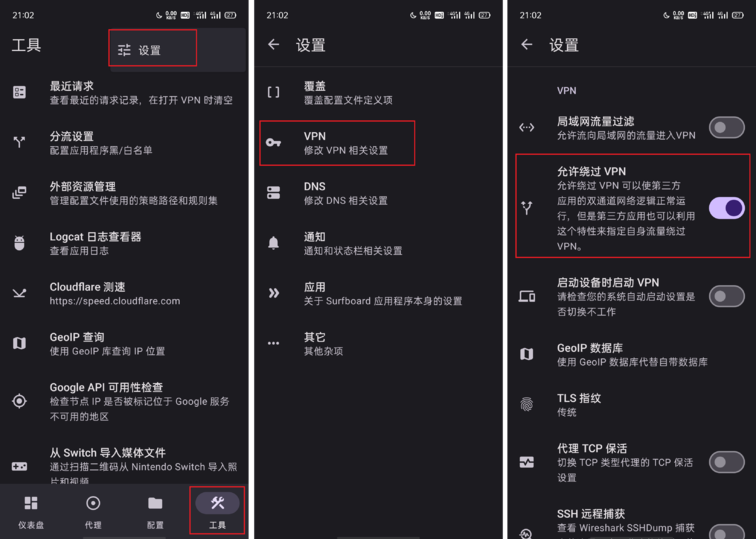 21:02
0.00
KB/S
HD
27
工具
设置
最近请求
查看最近的请求记录，在打开 VPN 时清空
分流设置
配置应用程序黑/白名单
外部资源管理
管理配置文件使用的策略路径和规则集
Logcat 日志查看器
查看应用日志
Cloudflare 测速
https://speed.cloudflare.com
GeoIP 查询
使用 GeoIP 库查询 IP 位置
Google API 可用性检查
检查节点 IP 是否被标记位于 Google 服务
不可用的地区
从 Switch 导入媒体文件
通过扫描二维码从 Nintendo Switch 导入照
片和视频
仪表盘
代理
配置
工具
21:02
0.00
KB/S
HD
27
设置
覆盖
覆盖配置文件定义项
VPN
修改 VPN 相关设置
DNS
修改 DNS 相关设置
通知
通知和状态栏相关设置
应用
关于 Surfboard 应用程序本身的设置
其它
其他杂项
21:02
0.00
KB/S
HD
27
设置
VPN
局域网流量过滤
允许流向局域网的流量进入VPN
允许绕过 VPN
允许绕过 VPN 可以使第三方
应用的双通道网络逻辑正常运
行，但是第三方应用也可以利用
这个特性来指定自身流量绕过
VPN。
启动设备时启动 VPN
请检查您的系统自动启动设置是
否切换不工作
GeoIP 数据库
使用 GeoIP 数据库代替自带数据库
TLS 指纹
传统
代理 TCP 保活
切换 TCP 类型代理的 TCP 保活
设置
SSH 远程捕获
查看 Wireshark SSHDump 捕获